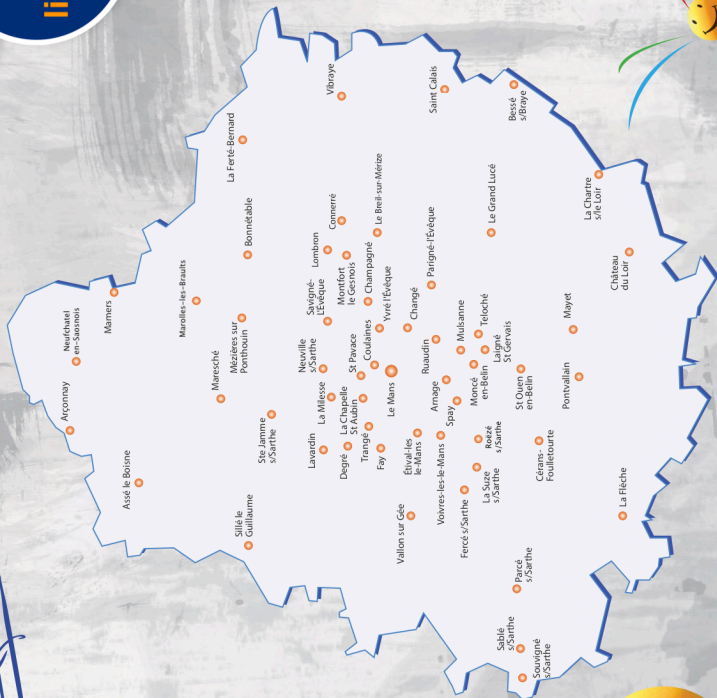 Vibraye
Saint Calais
Bessé
s/Braye
La Ferté-Bernard
La Chartre
s/le Loir
Connerré
Le Breil-sur-Mérize
Le Grand Lucé
Bonnétable
Lombron
Montfort
le Gesnois
Champagné
Parigné-l'Évêque
Château
du Loir
Mamers
Marolles-les-Braults
Savigné-
L'Évêque
Yvré l'Évêque
Changé
Mézières sur
Ponthouin
Neuville
s/Sarthe
St Pavace
Coulaines
Ruaudin
Mulsanne
Teloché
Laigné
St Gervais
Mayet
Neufchatel
en-Saosnois
Maresché
La Milesse
La Chapelle
St Aubin
Le Mans
Arnage
Spay
Moncé
en-Belin
St Ouen
en-Belin
Pontvallain
Arçonnay
Ste Jamme
s/Sarthe
Lavardin
Degré
Trangé
Fay
Étival-les
le-Mans
Voivres-les-le-Mans
Roézé
s/Sarthe
La Suze
s/Sarthe
Cérans-
Foulletourte
Assé le Boisne
Sillé le
Guillaume
Vallon sur Gée
Fercé s/Sarthe
La Flèche
Parcé
s/Sarthe
Sablé
s/Sarthe
Souvigné
s/Sarthe